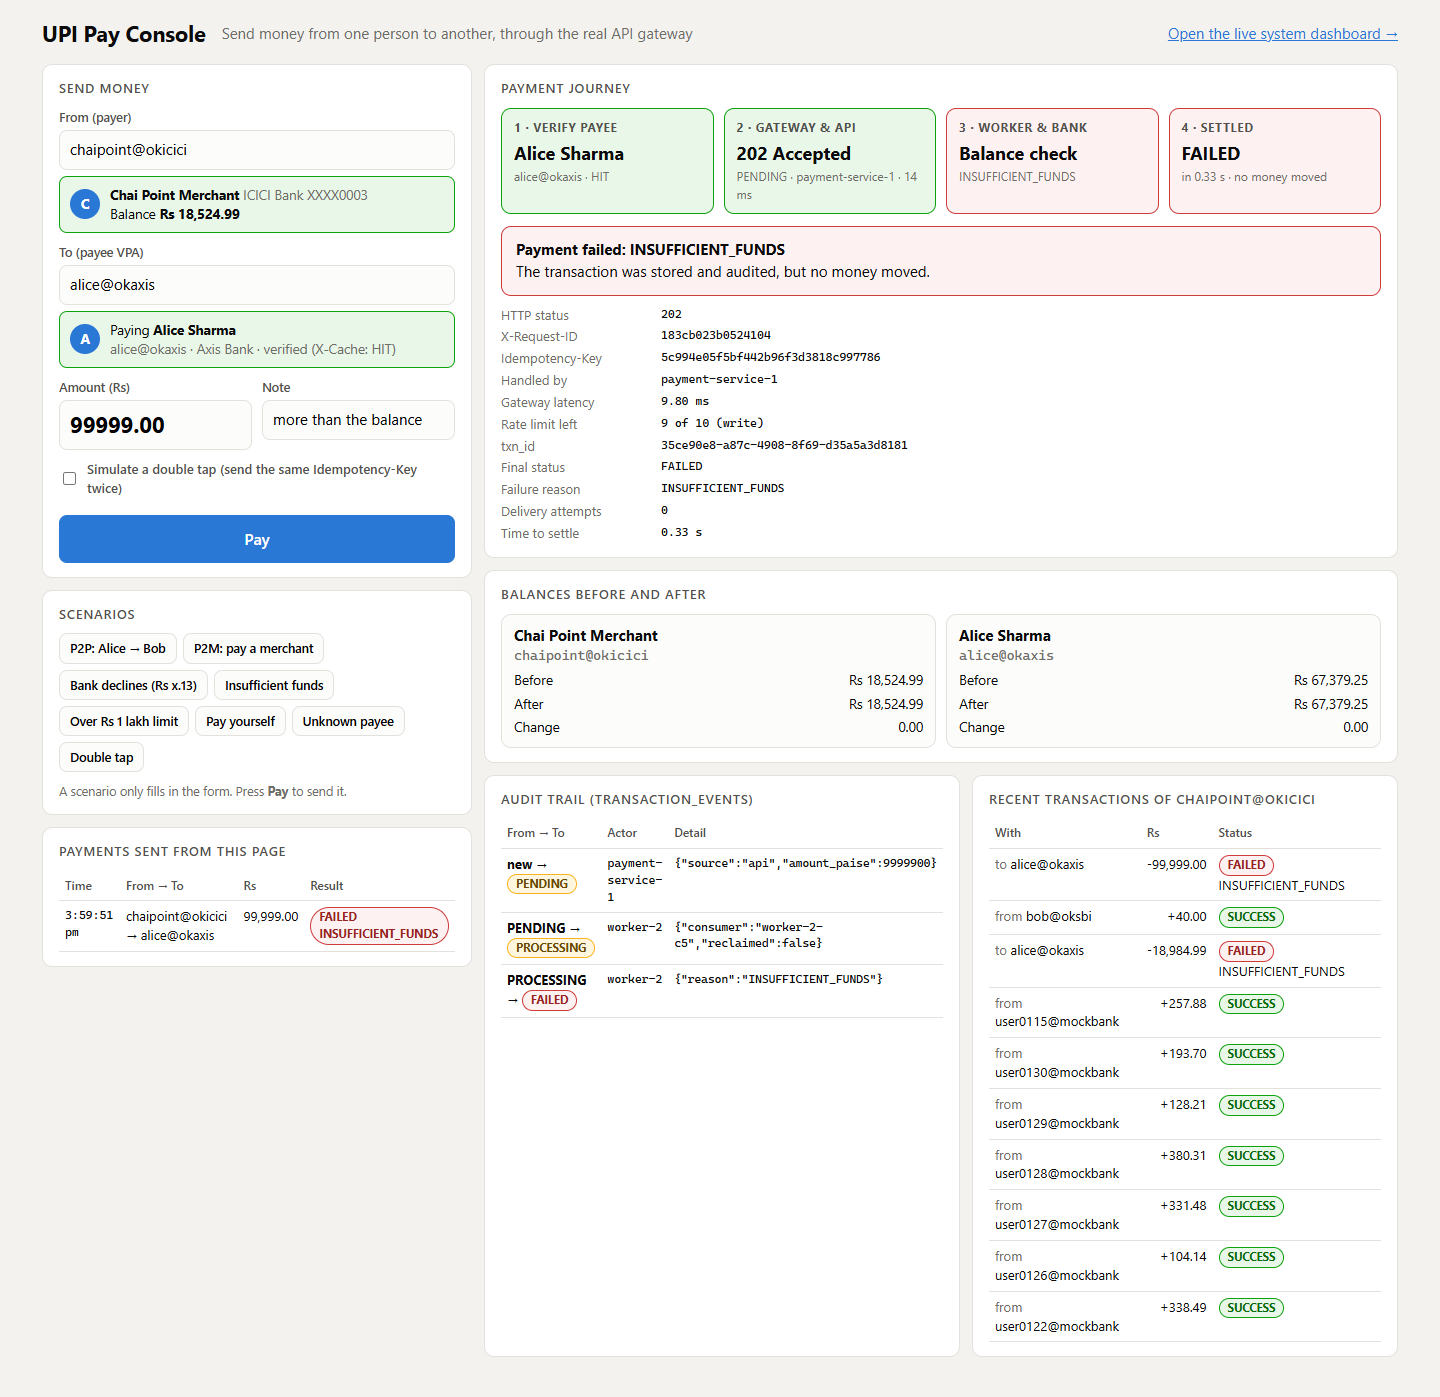 UPI Pay Console
Send money from one person to another, through the real API gateway
Open the live system dashboard →
SEND MONEY
From (payer)
chaipoint@okicici
C
Chai Point Merchant ICICI Bank XXXX0003
Balance Rs 18,524.99
To (payee VPA)
alice@okaxis
A
Paying Alice Sharma
alice@okaxis · Axis Bank · verified (X-Cache: HIT)
Amount (Rs)
Note
99999.00
more than the balance
Simulate a double tap (send the same Idempotency-Key
twice)
Pay
SCENARIOS
P2P: Alice → Bob
P2M: pay a merchant
Bank declines (Rs x.13)
Insufficient funds
Over Rs 1 lakh limit
Pay yourself
Unknown payee
Double tap
A scenario only fills in the form. Press Pay to send it.
PAYMENTS SENT FROM THIS PAGE
Time From → To Rs Result
3:59:51 chaipoint@okicici 99,999.00 FAILED
pm → alice@okaxis INSUFFICIENT_FUNDS
PAYMENT JOURNEY
1 · VERIFY PAYEE
Alice Sharma
alice@okaxis · HIT
2 · GATEWAY & API
202 Accepted
PENDING · payment-service-1 · 14
ms
3 · WORKER & BANK
Balance check
INSUFFICIENT_FUNDS
4 · SETTLED
FAILED
in 0.33 s · no money moved
Payment failed: INSUFFICIENT_FUNDS
The transaction was stored and audited, but no money moved.
HTTP status 202
X-Request-ID 183cb023b0524104
Idempotency-Key 5c994e05f5bf442b96f3d3818c997786
Handled by payment-service-1
Gateway latency 9.80 ms
Rate limit left 9 of 10 (write)
txn_id 35ce90e8-a87c-4908-8f69-d35a5a3d8181
Final status FAILED
Failure reason INSUFFICIENT_FUNDS
Delivery attempts 0
Time to settle 0.33 s
BALANCES BEFORE AND AFTER
Chai Point Merchant
chaipoint@okicici
Before Rs 18,524.99
After Rs 18,524.99
Change 0.00
Alice Sharma
alice@okaxis
Before Rs 67,379.25
After Rs 67,379.25
Change 0.00
AUDIT TRAIL (TRANSACTION_EVENTS)
From → To Actor Detail
new → payment- {"source":"api","amount_paise":9999900}
PENDING service-
1
PENDING → worker-2 {"consumer":"worker-2-
PROCESSING c5","reclaimed":false}
PROCESSING worker-2 {"reason":"INSUFFICIENT_FUNDS"}
→ FAILED
RECENT TRANSACTIONS OF CHAIPOINT@OKICICI
With Rs Status
to alice@okaxis -99,999.00 FAILED
INSUFFICIENT_FUNDS
from bob@oksbi +40.00 SUCCESS
to alice@okaxis -18,984.99 FAILED
INSUFFICIENT_FUNDS
from +257.88 SUCCESS
user0115@mockbank
from +193.70 SUCCESS
user0130@mockbank
from +128.21 SUCCESS
user0129@mockbank
from +380.31 SUCCESS
user0128@mockbank
from +331.48 SUCCESS
user0127@mockbank
from +104.14 SUCCESS
user0126@mockbank
from +338.49 SUCCESS
user0122@mockbank